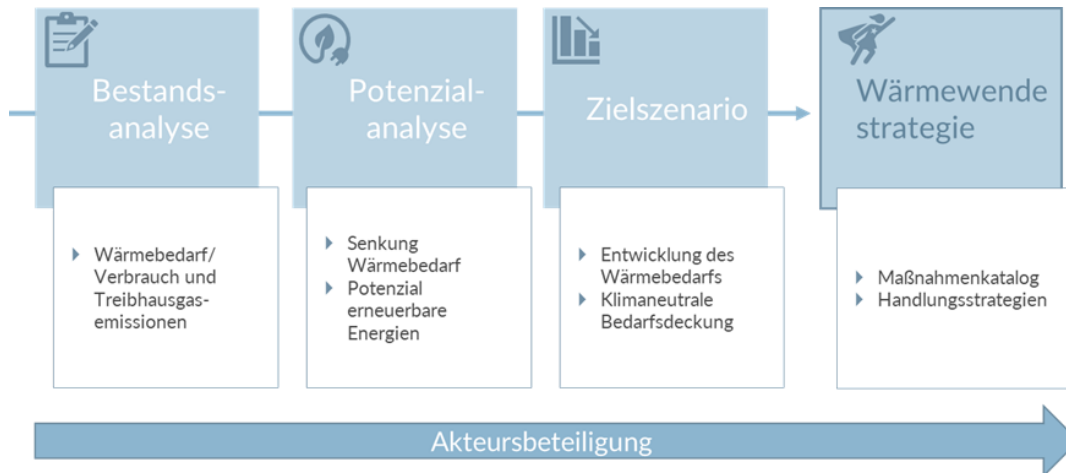 Bestands-
analyse
Potenzial-
analyse
Zielszenario
Wärmewende
strategie
Wärmebedarf/
Verbrauch und
Treibhausgas-
emissionen
Senkung
Wärmebedarf
Potenzial
erneuerbare
Energien
Entwicklung des
Wärmebedarfs
Klimaneutrale
Bedarfsdeckung
Maßnahmenkatalog
Handlungsstrategien
Akteursbeteiligung